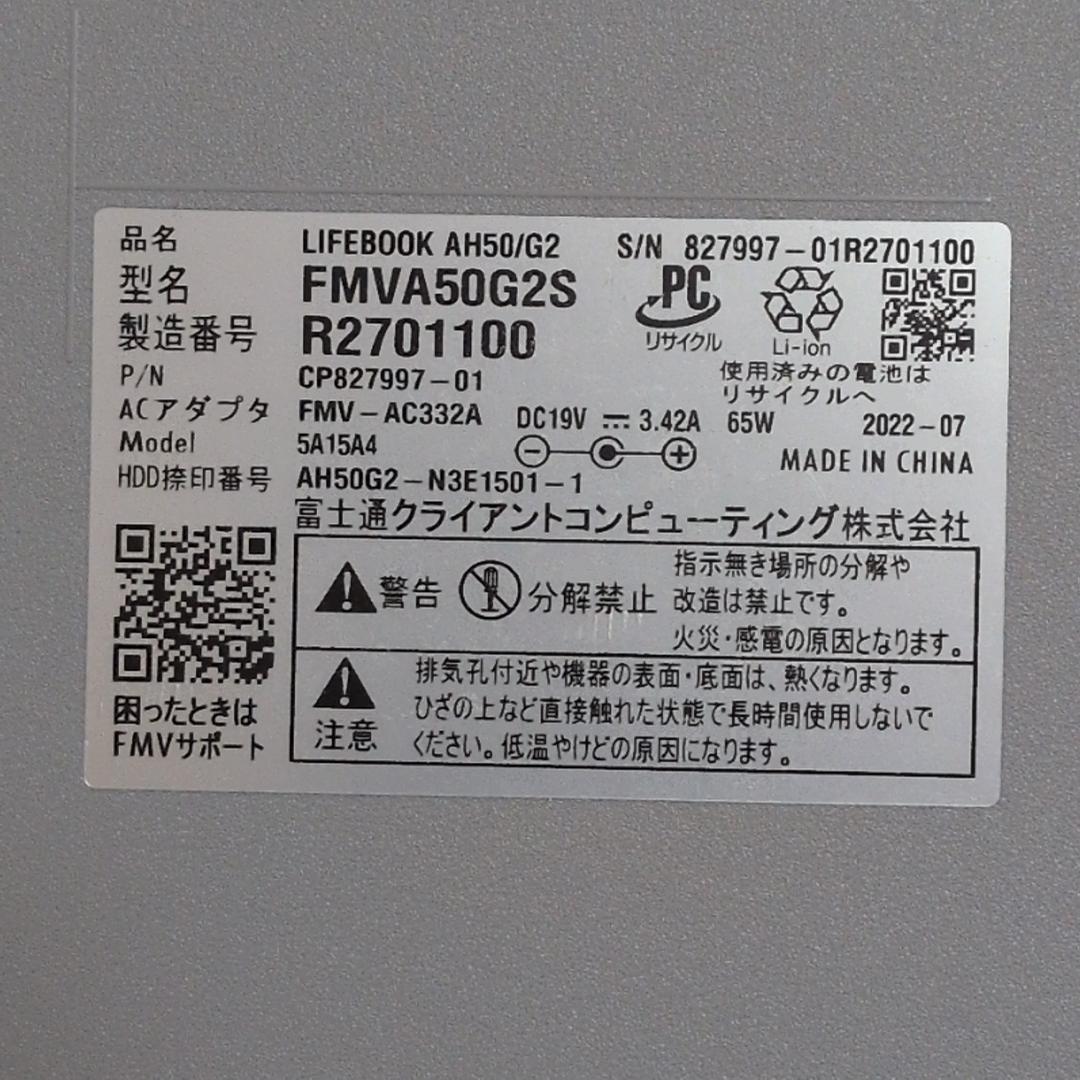 品名 LIFEBOOK AH50/G2 S/N 827997-01R2701100
型名 FMVA50G2S
製造番号 R2701100
PC
リサイクル
Li-ion
使用済みの電池は
リサイクルへ
P/N CP827997-01
ACアダプタ FMV-AC332A DC19V ⎓ 3.42A 65W 2022-07
Model 5A15A4
MADE IN CHINA
HDD捺印番号 AH50G2-N3E1501-1
富士通クライアントコンピューティング株式会社
警告 分解禁止
指示無き場所の分解や
改造は禁止です。
火災・感電の原因となります。
注意
排気孔付近や機器の表面・底面は、熱くなります。
ひざの上など直接触れた状態で長時間使用しないで
ください。低温やけどの原因になります。
困ったときは
FMVサポート